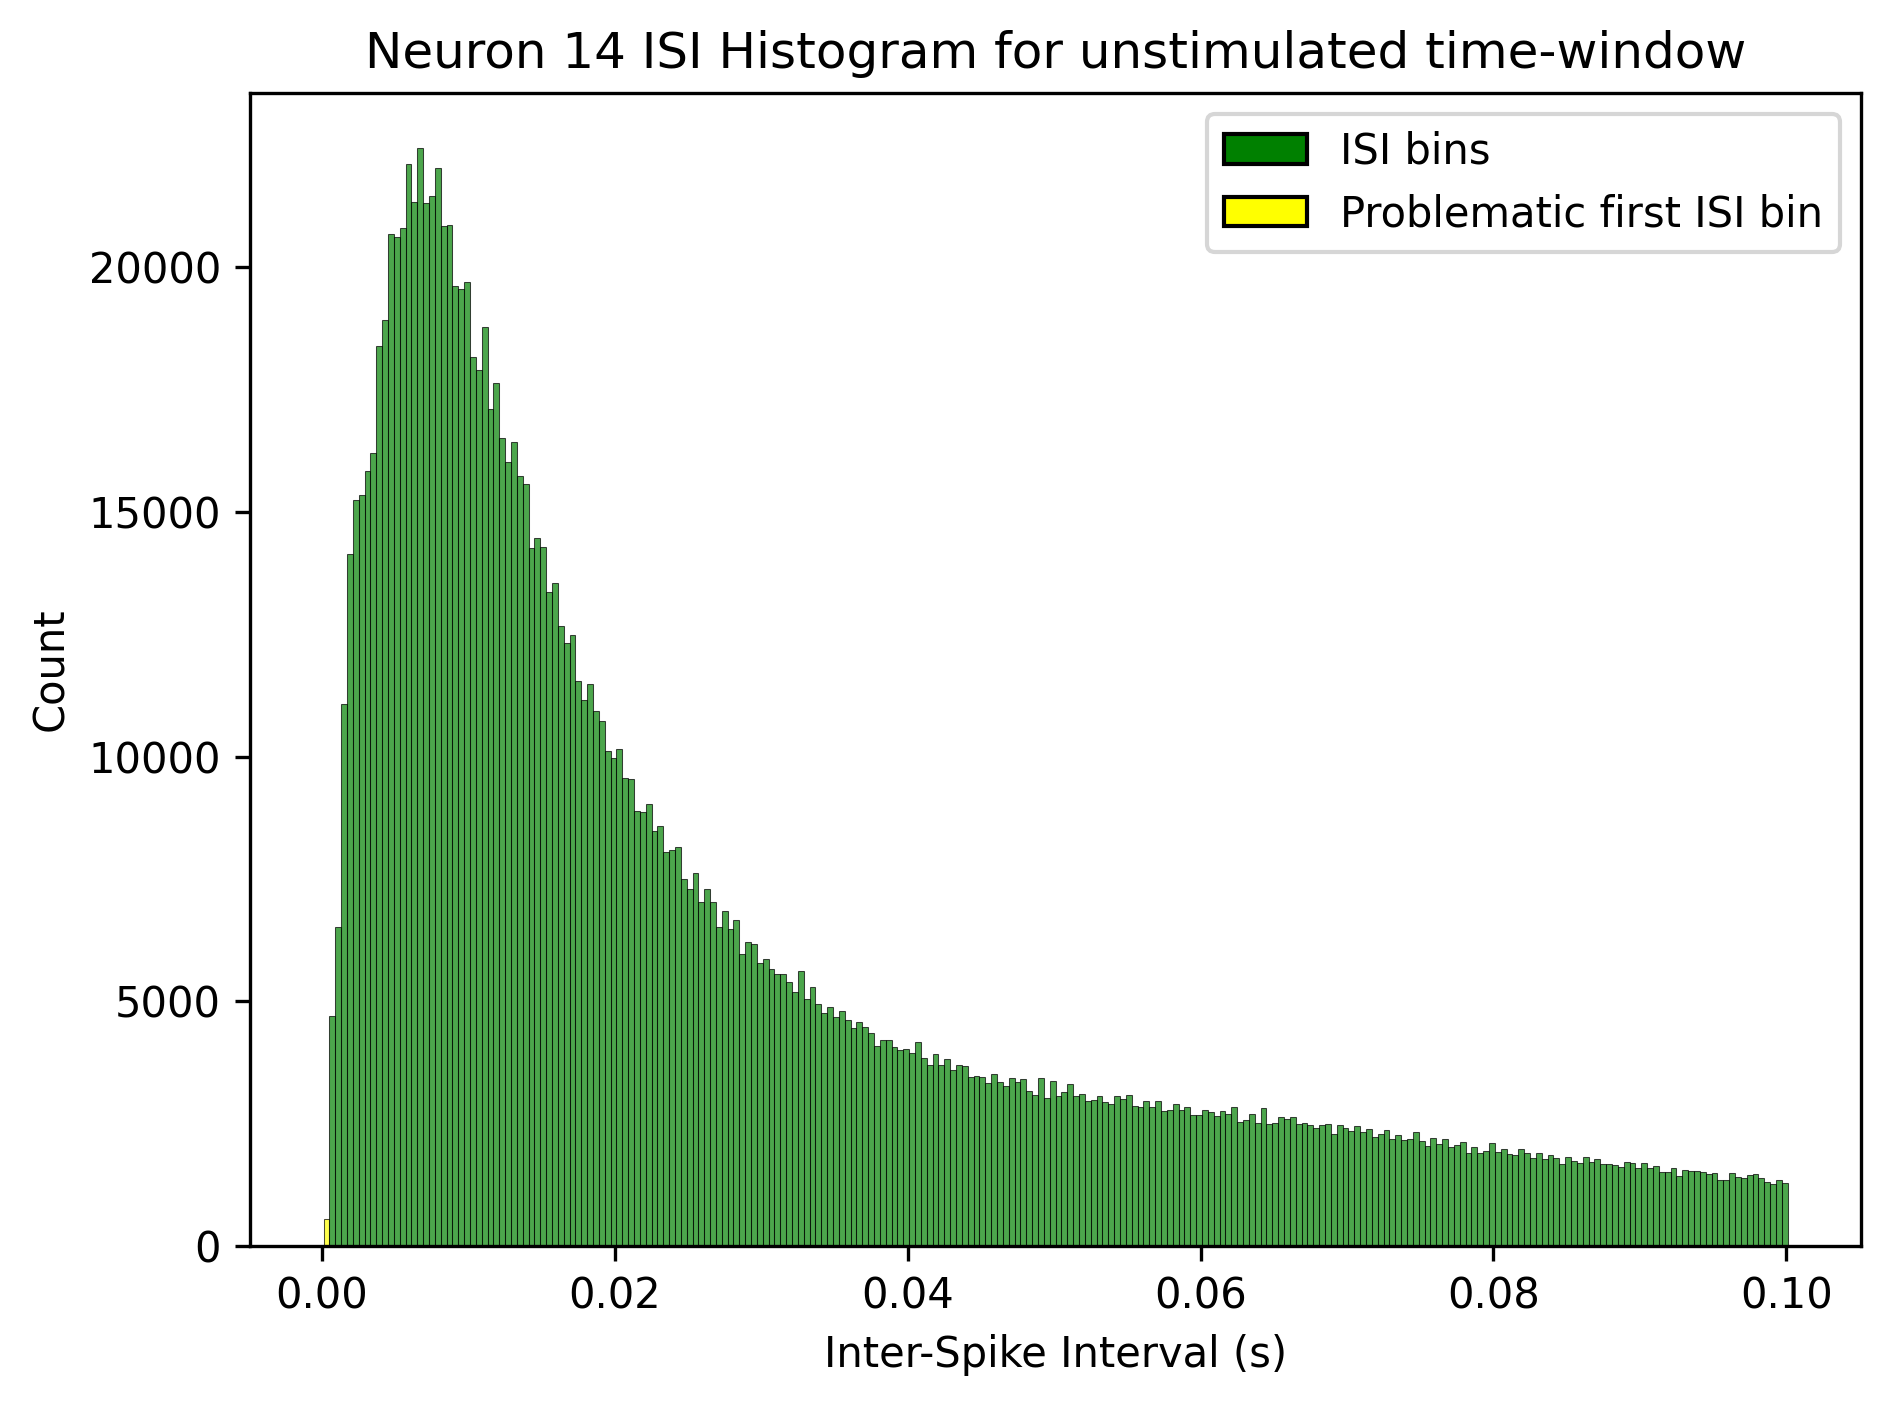 Neuron 14 ISI Histogram for unstimulated time-window
ISI bins
Problematic first ISI bin
20000
15000
10000
5000
0
Count
0.00 0.02 0.04 0.06 0.08 0.10
Inter-Spike Interval (s)